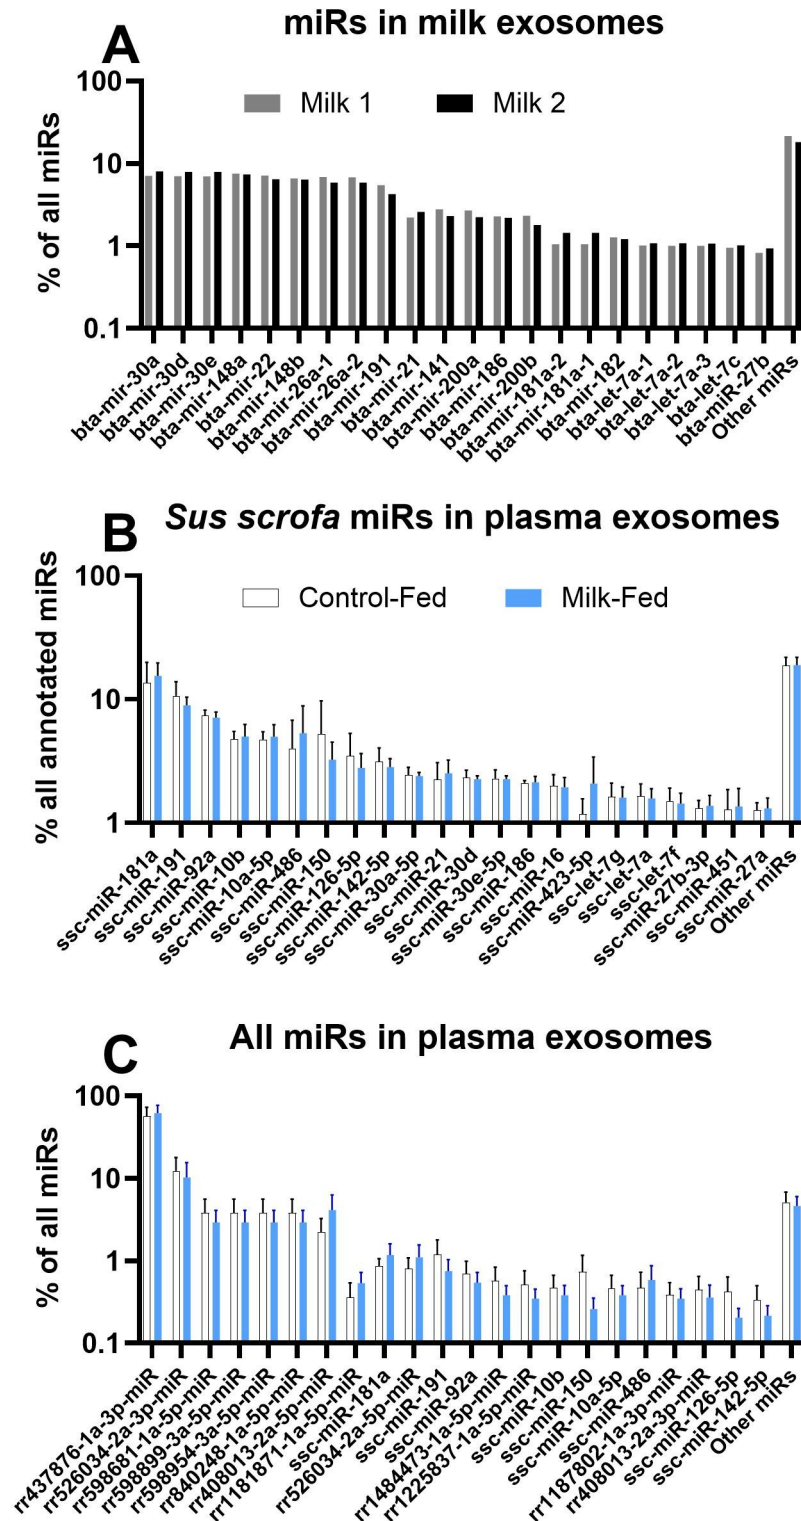 A
miRs in milk exosomes
% of all miRs
100
10
1
0.1
Milk 1
Milk 2
bta-mir-30a
bta-mir-30d
bta-mir-30e
bta-mir-148a
bta-mir-22
bta-mir-148b
bta-mir-26a-1
bta-mir-26a-2
bta-mir-191
bta-mir-21
bta-mir-141
bta-mir-200a
bta-mir-186
bta-mir-200b
bta-mir-181a-2
bta-mir-181a-1
bta-mir-182
bta-let-7a-1
bta-let-7a-2
bta-let-7a-3
bta-let-7c
bta-miR-27b
Other miRs
B
Sus scrofa miRs in plasma exosomes
% all annotated miRs
100
10
1
Control-Fed
Milk-Fed
ssc-miR-181a
ssc-miR-191
ssc-miR-92a
ssc-miR-10b
ssc-miR-10a-5p
ssc-miR-486
ssc-miR-150
ssc-miR-126-5p
ssc-miR-142-5p
ssc-miR-30a-5p
ssc-miR-21
ssc-miR-30d
ssc-miR-30e-5p
ssc-miR-186
ssc-miR-16
ssc-miR-423-5p
ssc-let-7g
ssc-let-7a
ssc-let-7f
ssc-miR-27b-3p
ssc-miR-451
ssc-miR-27a
Other miRs
C
All miRs in plasma exosomes
% of all miRs
100
10
1
0.1
rr437876-1a-3p-miR
rr526034-2a-3p-miR
rr598681-1a-5p-miR
rr598899-3a-5p-miR
rr598954-3a-5p-miR
rr840248-1a-5p-miR
rr408013-2a-5p-miR
rr1181871-1a-5p-miR
ssc-miR-181a
rr526034-2a-5p-miR
ssc-miR-191
ssc-miR-92a
rr1484473-1a-5p-miR
rr1225837-1a-5p-miR
ssc-miR-10b
ssc-miR-150
ssc-miR-10a-5p
ssc-miR-486
rr1187802-1a-3p-miR
rr408013-2a-3p-miR
ssc-miR-126-5p
ssc-miR-142-5p
Other miRs